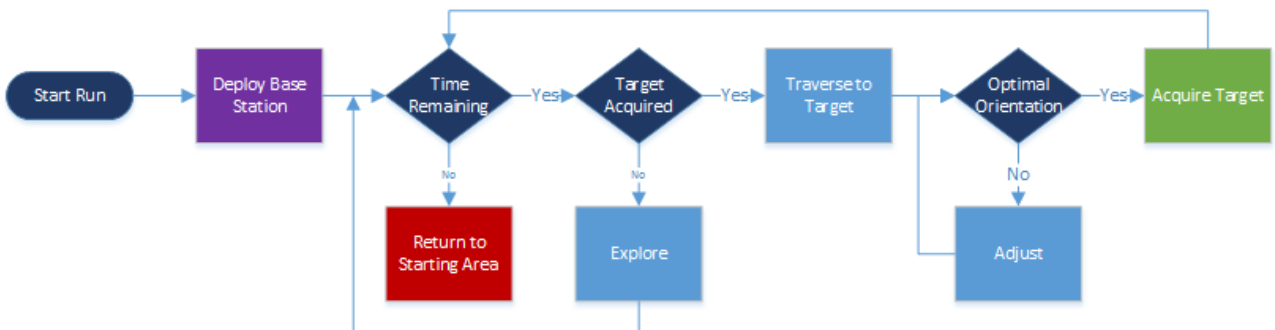 Start Run
Deploy Base
Station
Time
Remaining
Yes
Target
Acquired
Yes
Traverse to
Target
Optimal
Orientation
Yes
Acquire Target
No
No
No
Return to
Starting Area
Explore
Adjust